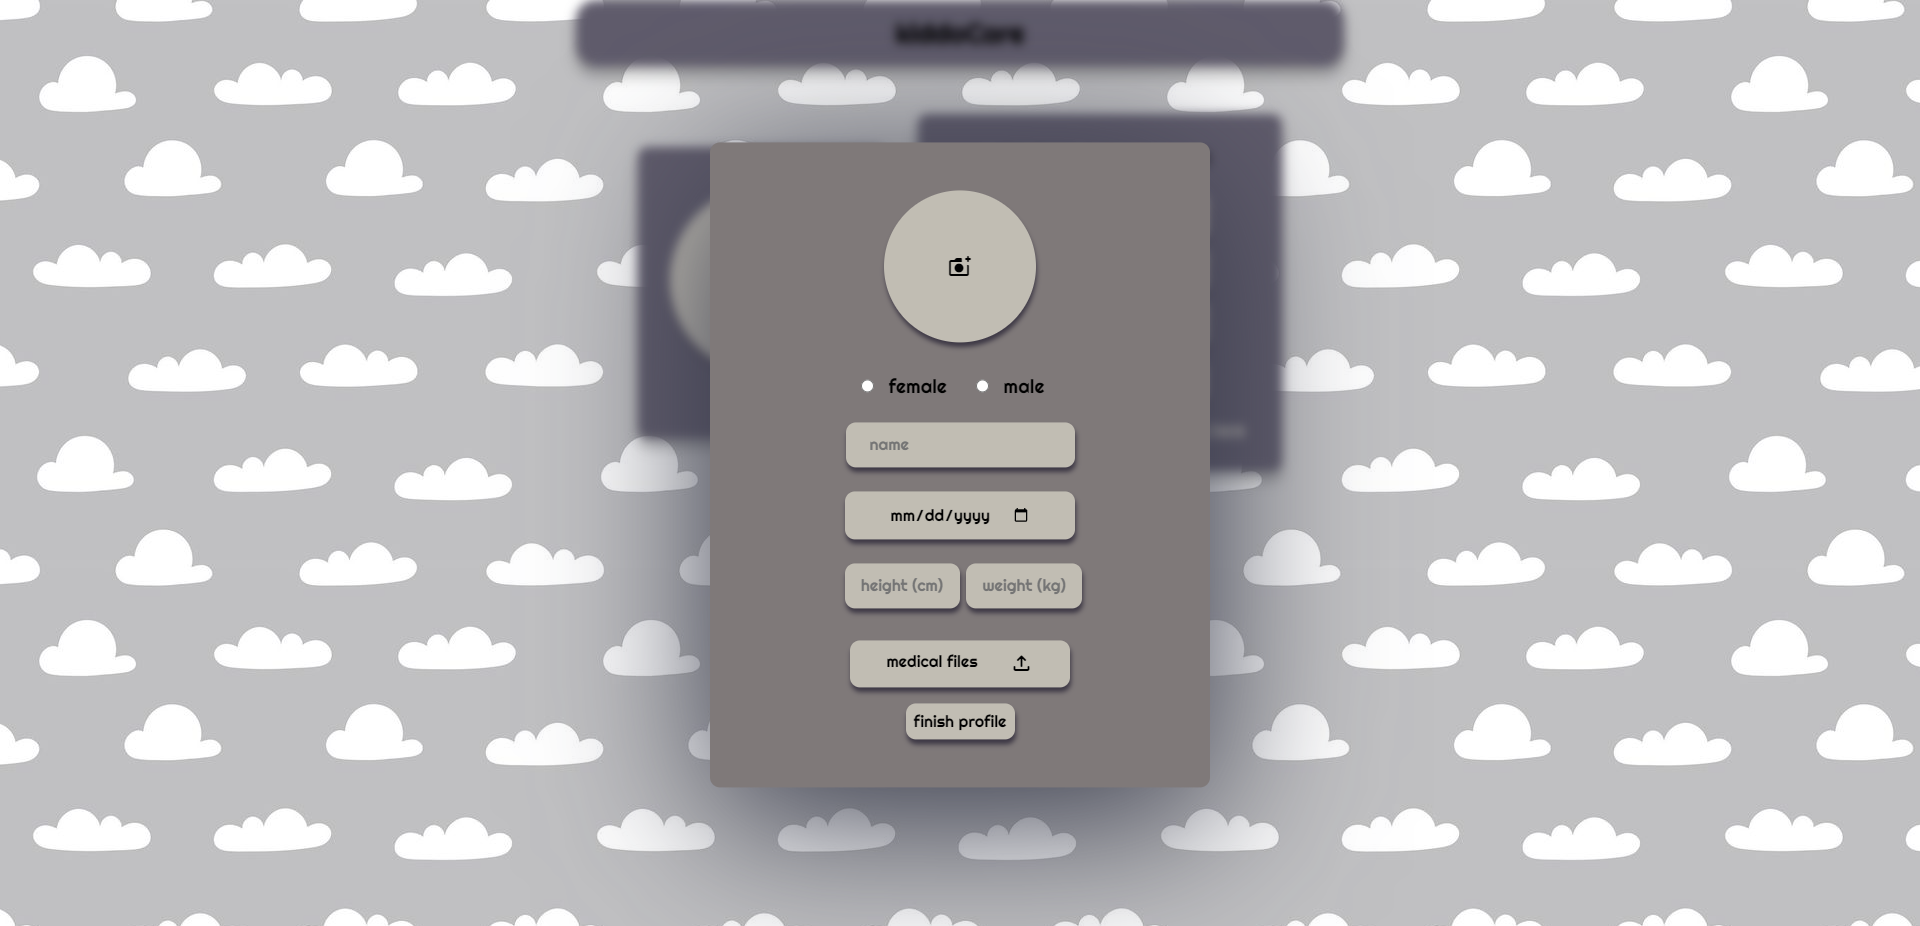 female male
name
mm/dd/yyyy
height (cm) weight (kg)
medical files
finish profile